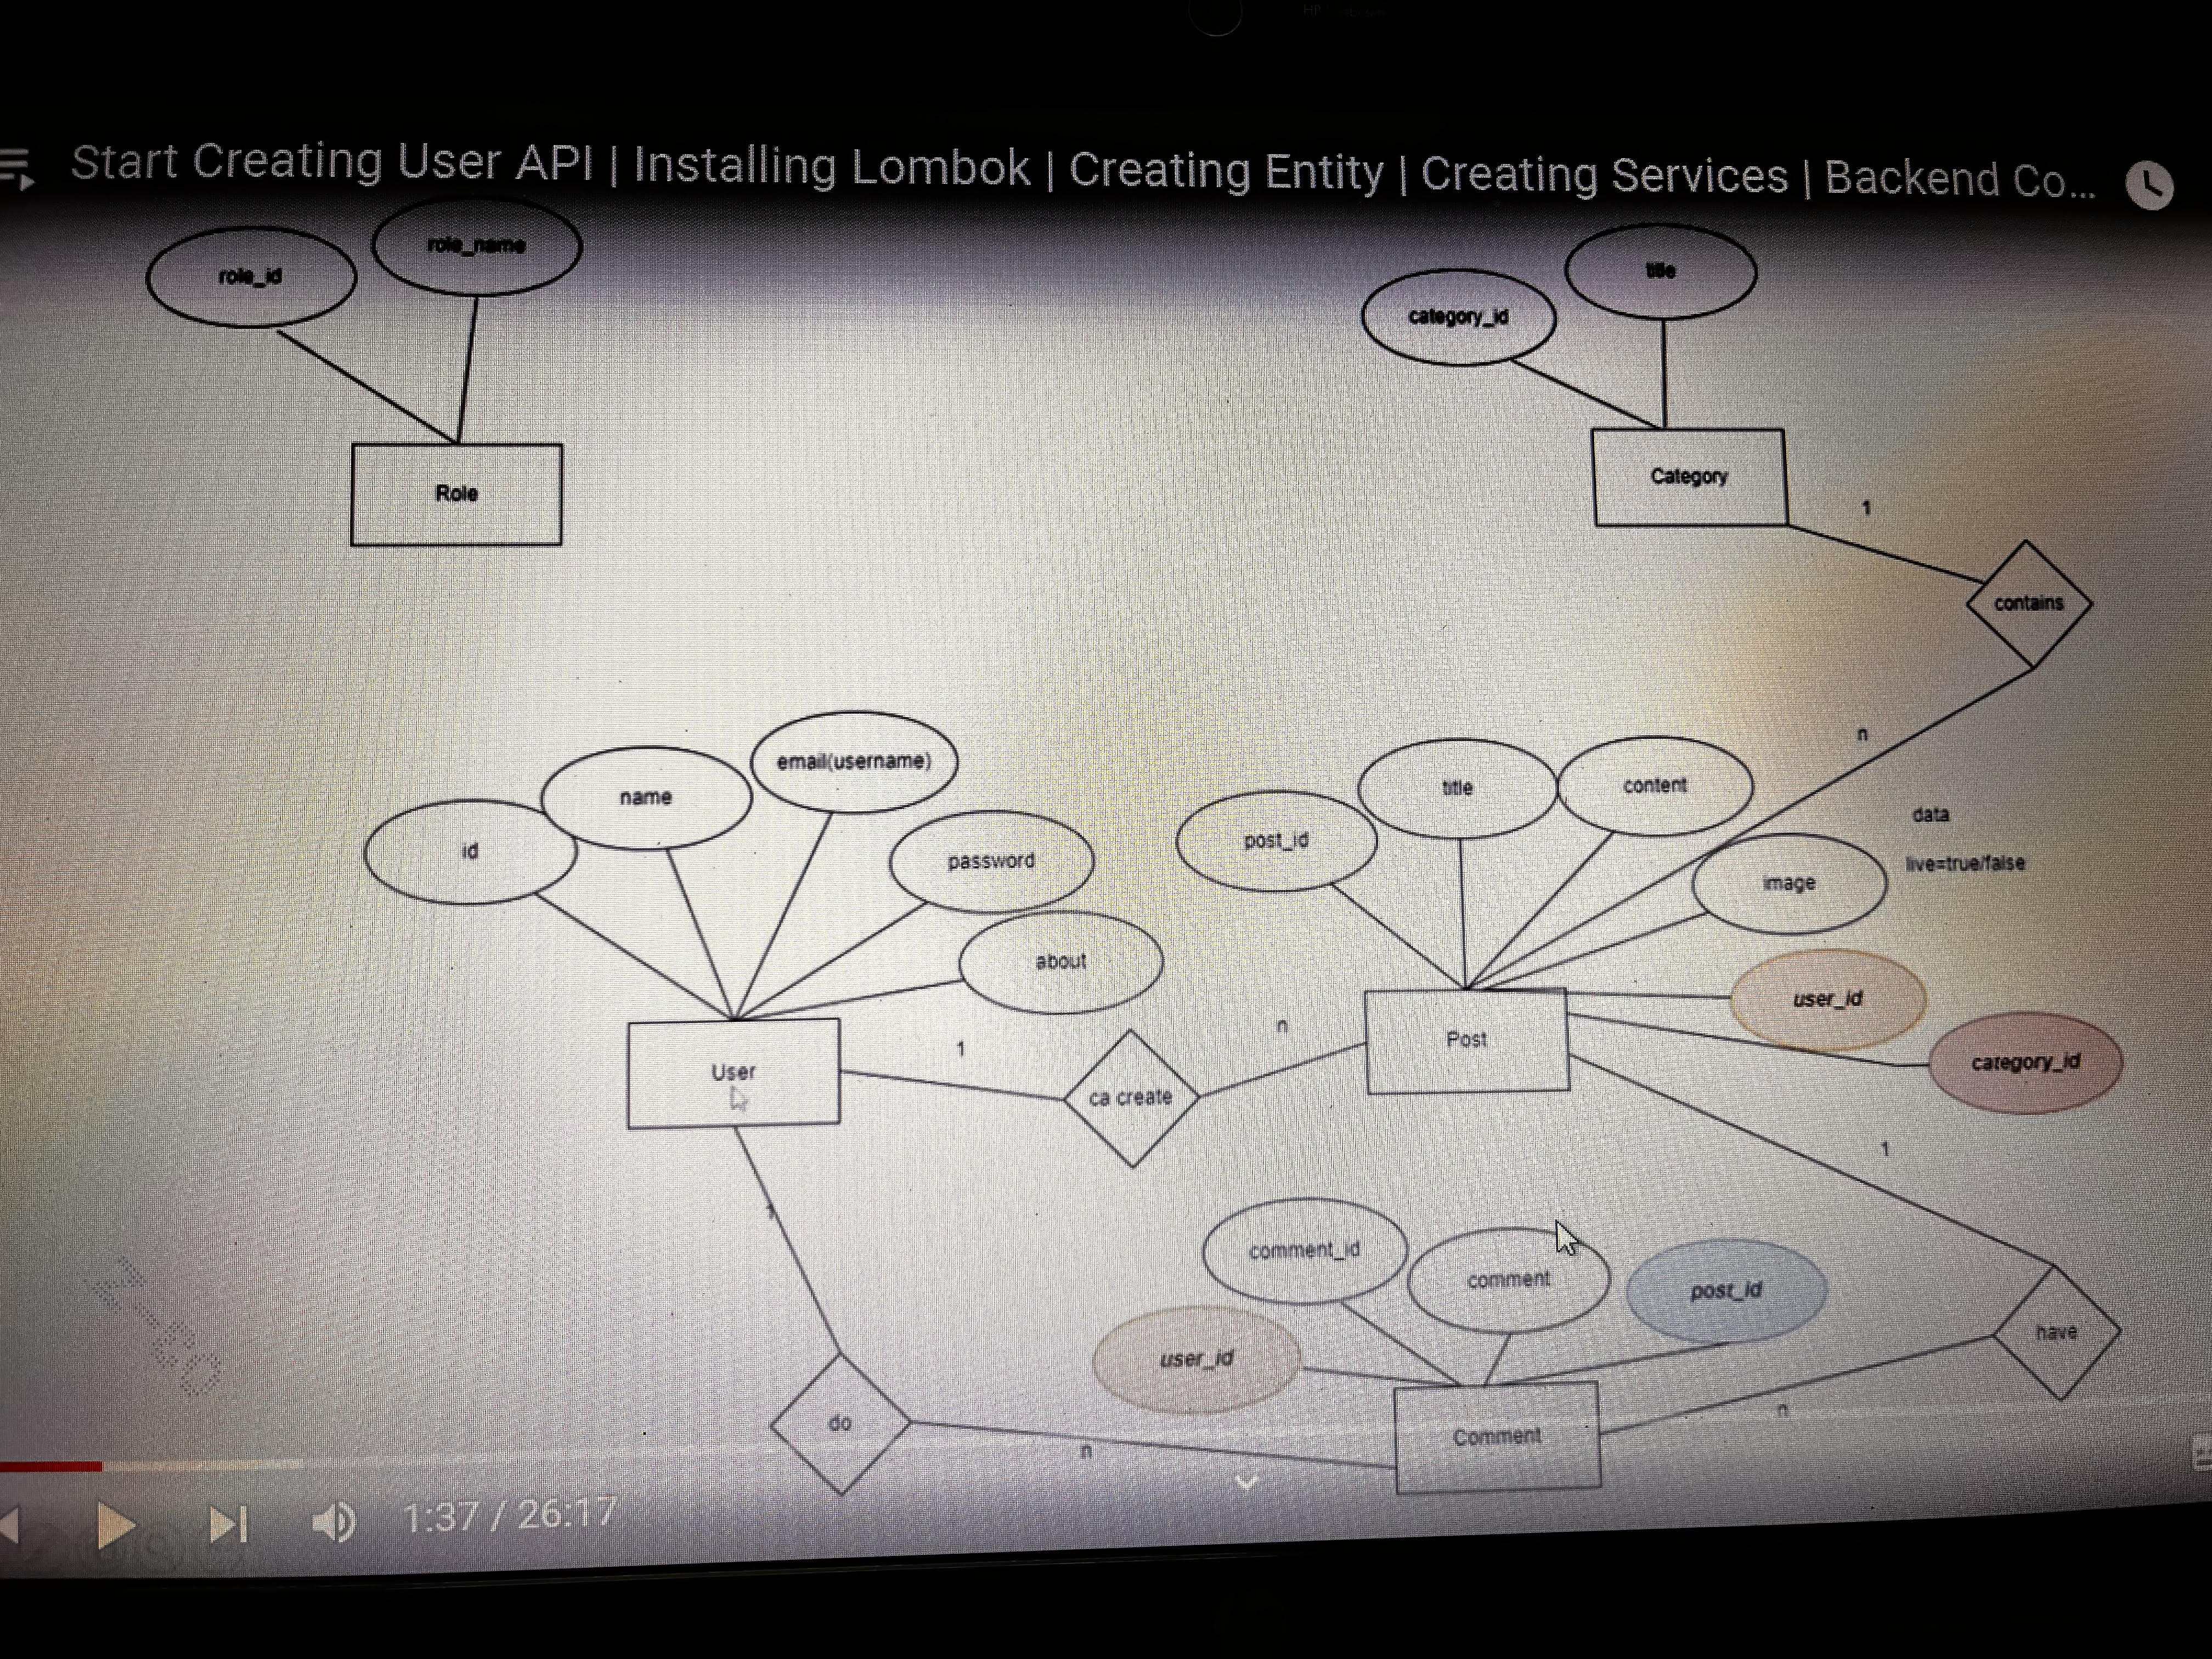 Start Creating User API | Installing Lombok | Creating Entity | Creating Services | Backend Co...
role_id
role_name
Role
category_id
title
Category
1
contains
n
id
name
email(username)
password
about
User
1
ca create
n
post_id
title
content
image
data
live=true/false
user_id
category_id
Post
1
have
n
1
do
n
comment_id
comment
post_id
user_id
Comment
1:37 / 26:17